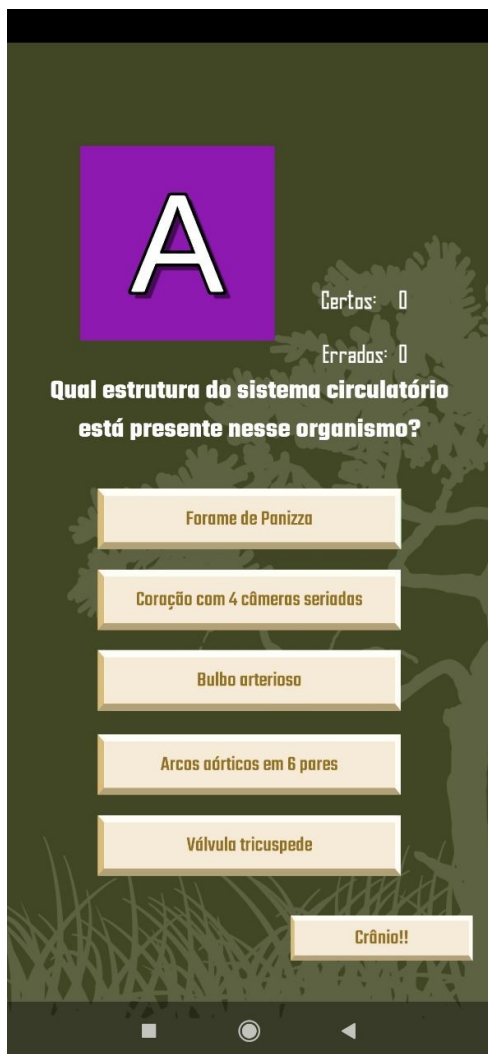 A
Certos: 0
Errados: 0
Qual estrutura do sistema circulatório
está presente nesse organismo?
Forame de Panizza
Coração com 4 câmeras seriadas
Bulbo arterioso
Arcos aórticos em 6 pares
Válvula tricuspede
Crânio!!